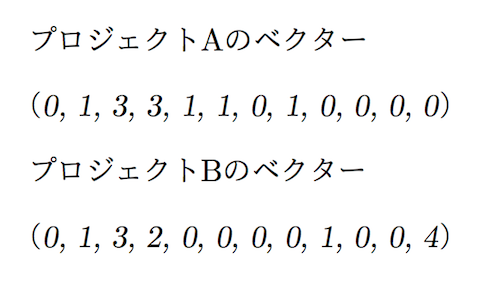 プロジェクトAのベクター
(0, 1, 3, 3, 1, 1, 0, 1, 0, 0, 0, 0)
プロジェクトBのベクター
(0, 1, 3, 2, 0, 0, 0, 0, 1, 0, 0, 4)